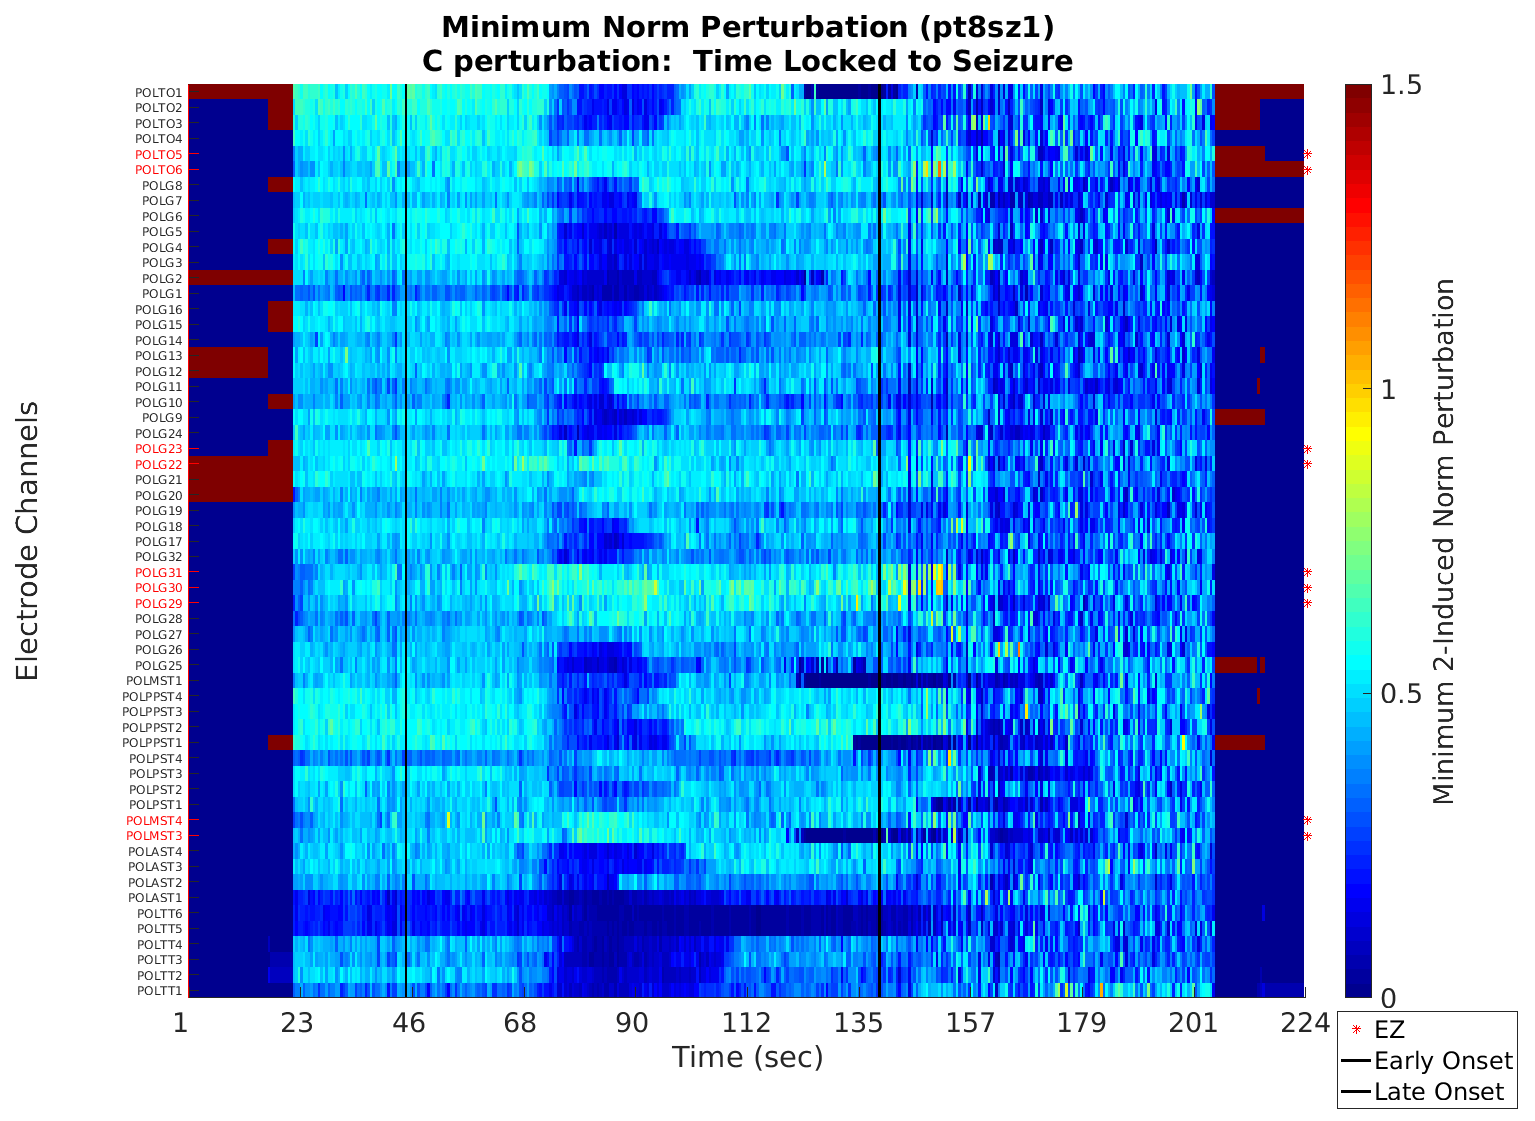 Minimum Norm Perturbation (pt8sz1)
C perturbation:  Time Locked to Seizure
Electrode Channels
POLTO1
POLTO2
POLTO3
POLTO4
POLTO5
POLTO6
POLG8
POLG7
POLG6
POLG5
POLG4
POLG3
POLG2
POLG1
POLG16
POLG15
POLG14
POLG13
POLG12
POLG11
POLG10
POLG9
POLG24
POLG23
POLG22
POLG21
POLG20
POLG19
POLG18
POLG17
POLG32
POLG31
POLG30
POLG29
POLG28
POLG27
POLG26
POLG25
POLMST1
POLPPST4
POLPPST3
POLPPST2
POLPPST1
POLPST4
POLPST3
POLPST2
POLPST1
POLMST4
POLMST3
POLAST4
POLAST3
POLAST2
POLAST1
POLTT6
POLTT5
POLTT4
POLTT3
POLTT2
POLTT1
1 23 46 68 90 112 135 157 179 201 224
Time (sec)
1.5
1
0.5
0
Minimum 2-Induced Norm Perturbation
EZ
Early Onset
Late Onset